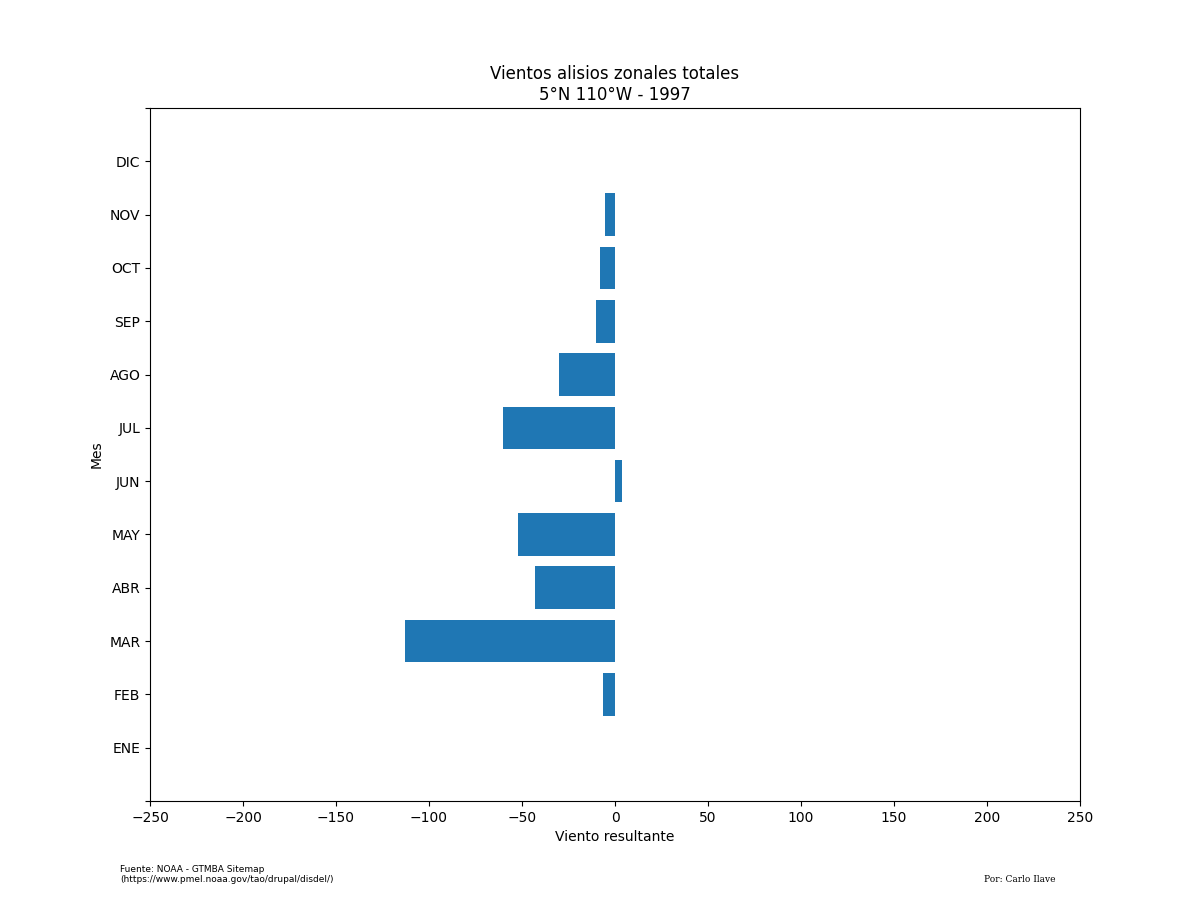 Vientos alisios zonales totales
5°N 110°W - 1997
DIC
NOV
OCT
SEP
AGO
JUL
JUN
MAY
ABR
MAR
FEB
ENE
Mes
−250 −200 −150 −100 −50 0 50 100 150 200 250
Viento resultante
Fuente: NOAA - GTMBA Sitemap
(https://www.pmel.noaa.gov/tao/drupal/disdel/)
Por: Carlo Ilave